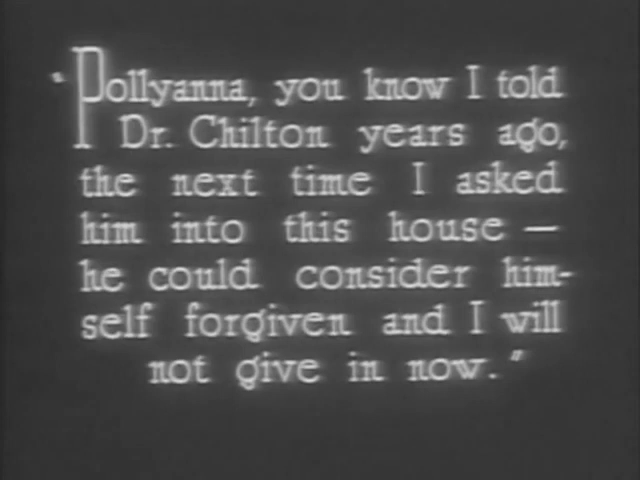 "Pollyanna, you know I told
Dr. Chilton years ago,
the next time I asked
him into this house —
he could consider him-
self forgiven and I will
not give in now."